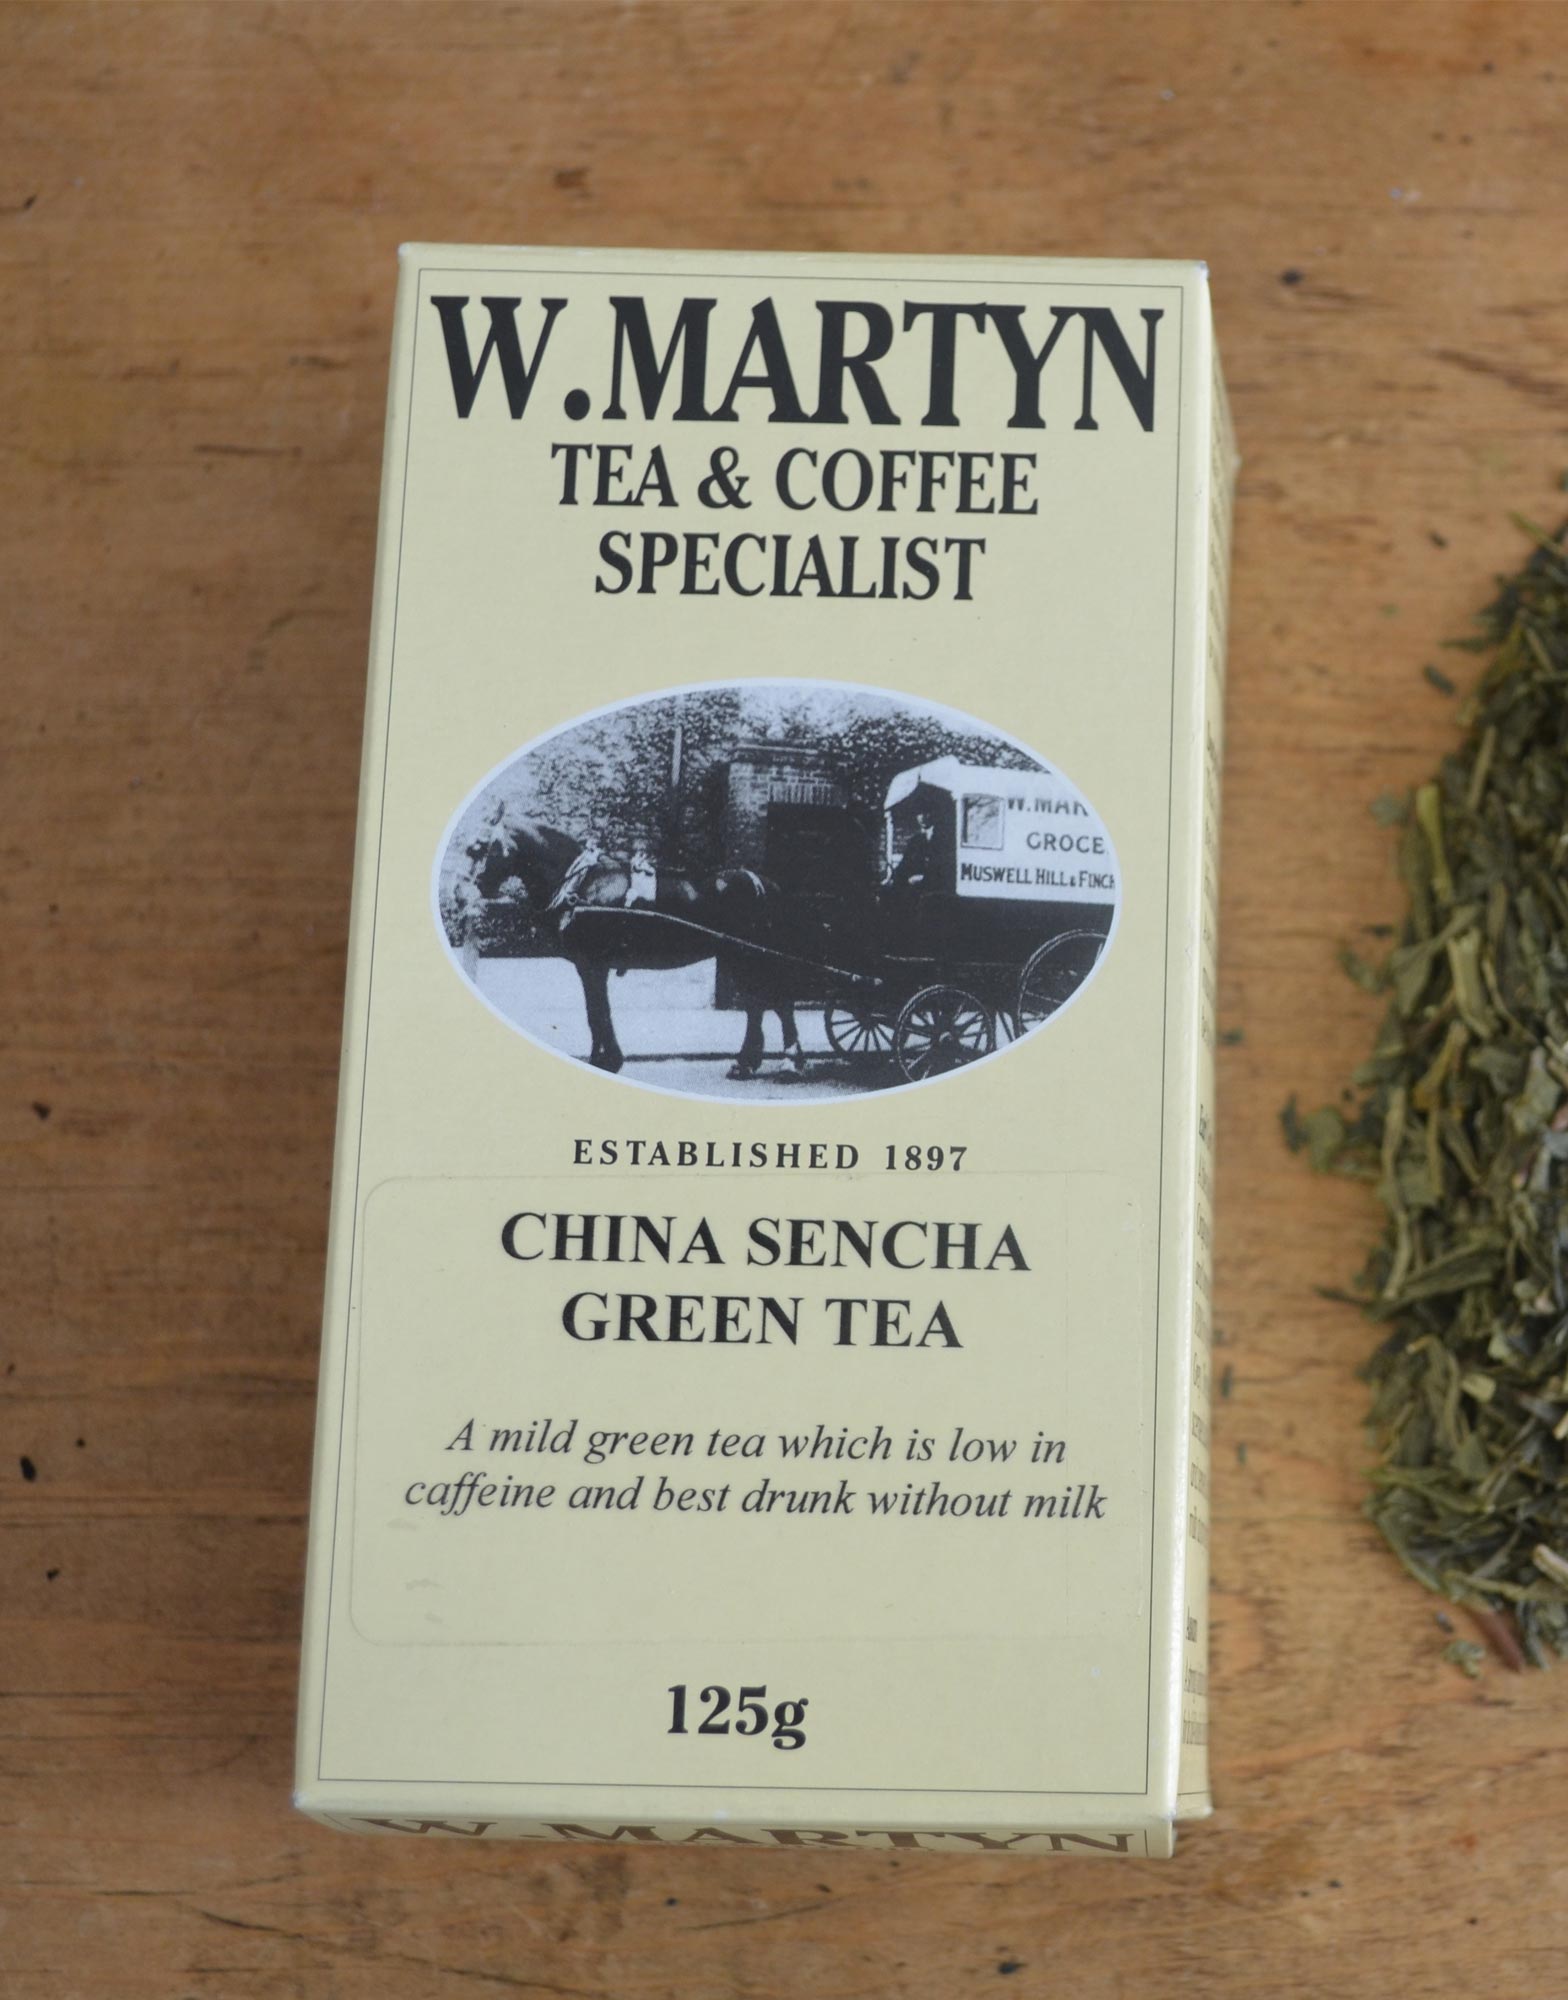 W.MARTYN
TEA & COFFEE
SPECIALIST
W.MAR
GROCE
MUSWELL HILL & FINCH
ESTABLISHED 1897
CHINA SENCHA
GREEN TEA
A mild green tea which is low in
caffeine and best drunk without milk
125g
W.MARTYN